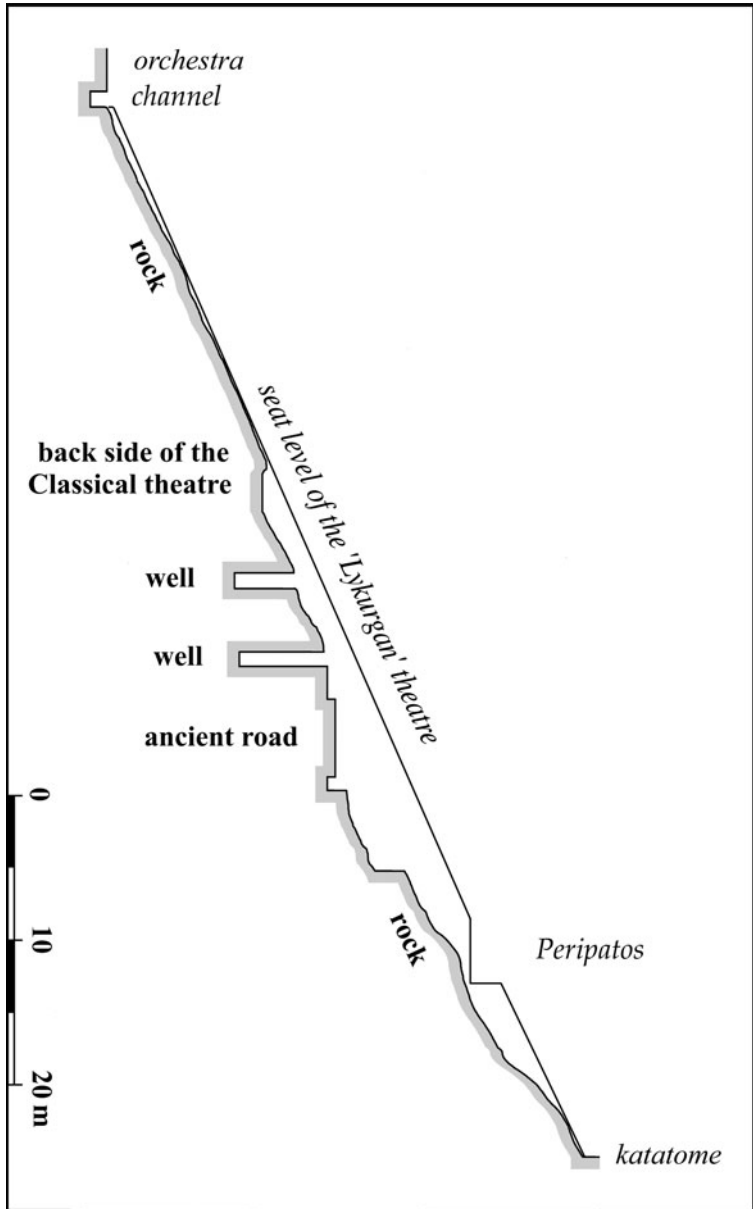 orchestra
channel
rock
seat level of the 'Lykurgan' theatre
back side of the
Classical theatre
well
well
ancient road
0
rock
Peripatos
10
20 m
katatome